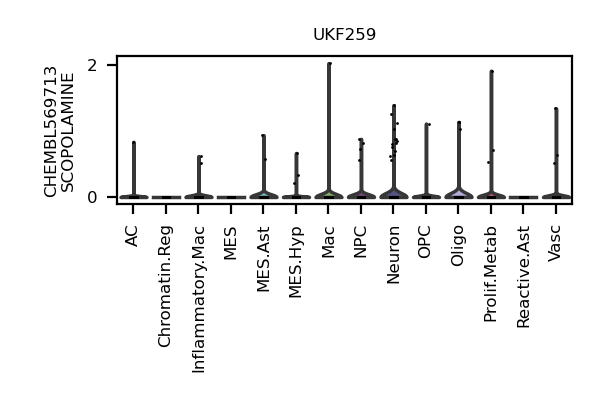 UKF259
CHEMBL569713
SCOPOLAMINE
2
0
AC
Chromatin.Reg
Inflammatory.Mac
MES
MES.Ast
MES.Hyp
Mac
NPC
Neuron
OPC
Oligo
Prolif.Metab
Reactive.Ast
Vasc